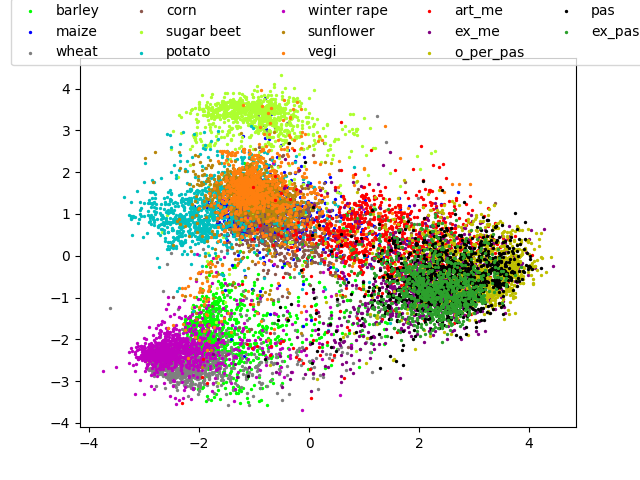 barley corn winter rape art_me pas
maize sugar beet sunflower ex_me ex_pas
wheat potato vegi o_per_pas
4
3
2
1
0
−1
−2
−3
−4
−4 −2 0 2 4